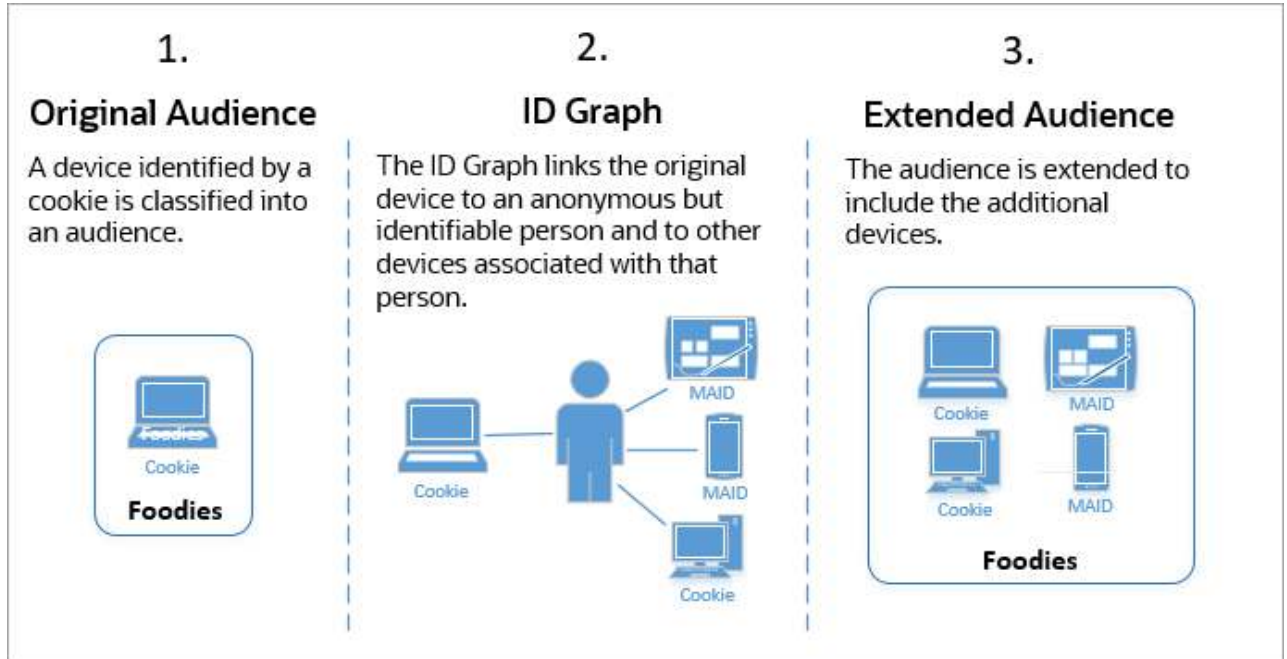 1.
Original Audience
A device identified by a
cookie is classified into
an audience.
Foodies
Cookie
Foodies
2.
ID Graph
The ID Graph links the original
device to an anonymous but
identifiable person and to other
devices associated with that
person.
MAID
Cookie
MAID
Cookie
3.
Extended Audience
The audience is extended to
include the additional
devices.
Cookie
MAID
Cookie
MAID
Foodies